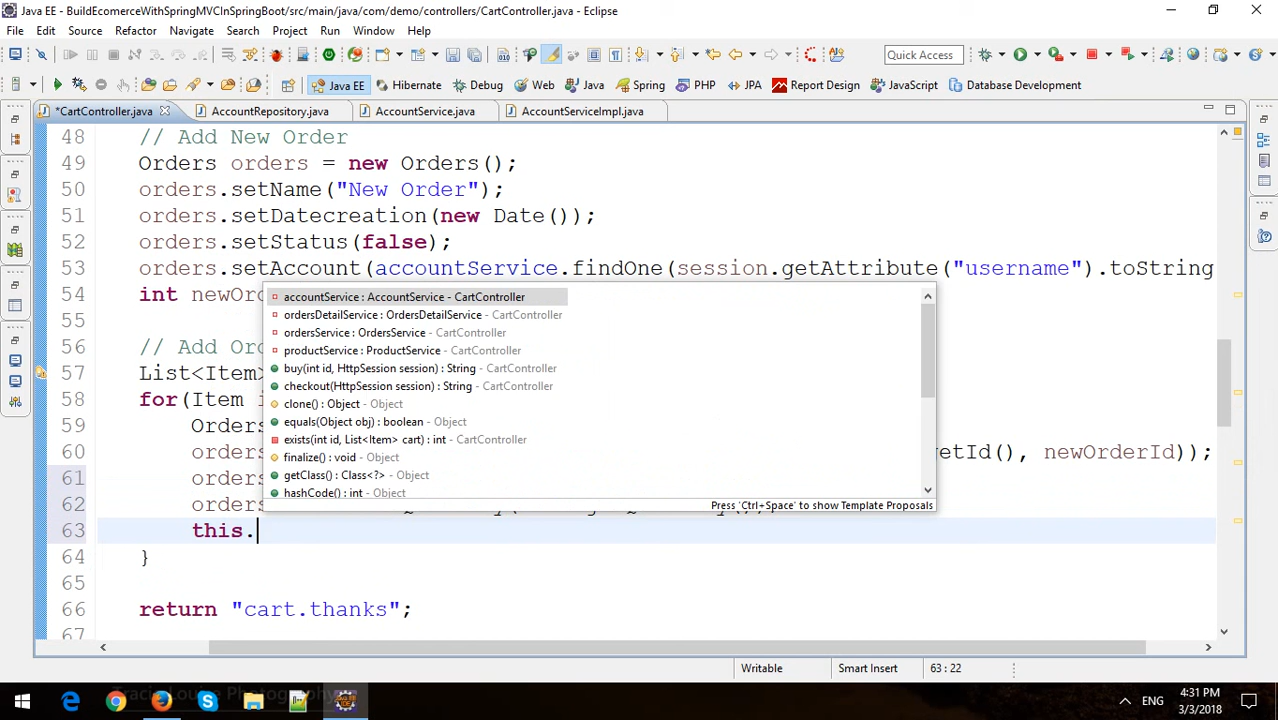 Java EE - BuildEcomerceWithSpringMVCInSpringBoot/src/main/java/com/demo/controllers/CartController.java - Eclipse
File Edit Source Refactor Navigate Search Project Run Window Help
Quick Access
Java EE Hibernate Debug Web Java Spring PHP JPA Report Design JavaScript Database Development
*CartController.java AccountRepository.java AccountService.java AccountServiceImpl.java
48 // Add New Order
49 Orders orders = new Orders();
50 orders.setName("New Order");
51 orders.setDatecreation(new Date());
52 orders.setStatus(false);
53 orders.setAccount(accountService.findOne(session.getAttribute("username").toString
54 int newOrd
accountService : AccountService - CartController
ordersDetailService : OrdersDetailService - CartController
55
ordersService : OrdersService - CartController
56 // Add Ord
productService : ProductService - CartController
57 List<Item>
buy(int id, HttpSession session) : String - CartController
checkout(HttpSession session) : String - CartController
58 for(Item i
clone() : Object - Object
59 Orders
equals(Object obj) : boolean - Object
exists(int id, List<Item> cart) : int - CartController
60 orders etId(), newOrderId));
finalize() : void - Object
61 orders
getClass() : Class<?> - Object
hashCode() : int - Object
62 orders
Press 'Ctrl+Space' to show Template Proposals
63 this.
64 }
65
66 return "cart.thanks";
67
Writable Smart Insert 63 : 22
ENG
4:31 PM
3/3/2018